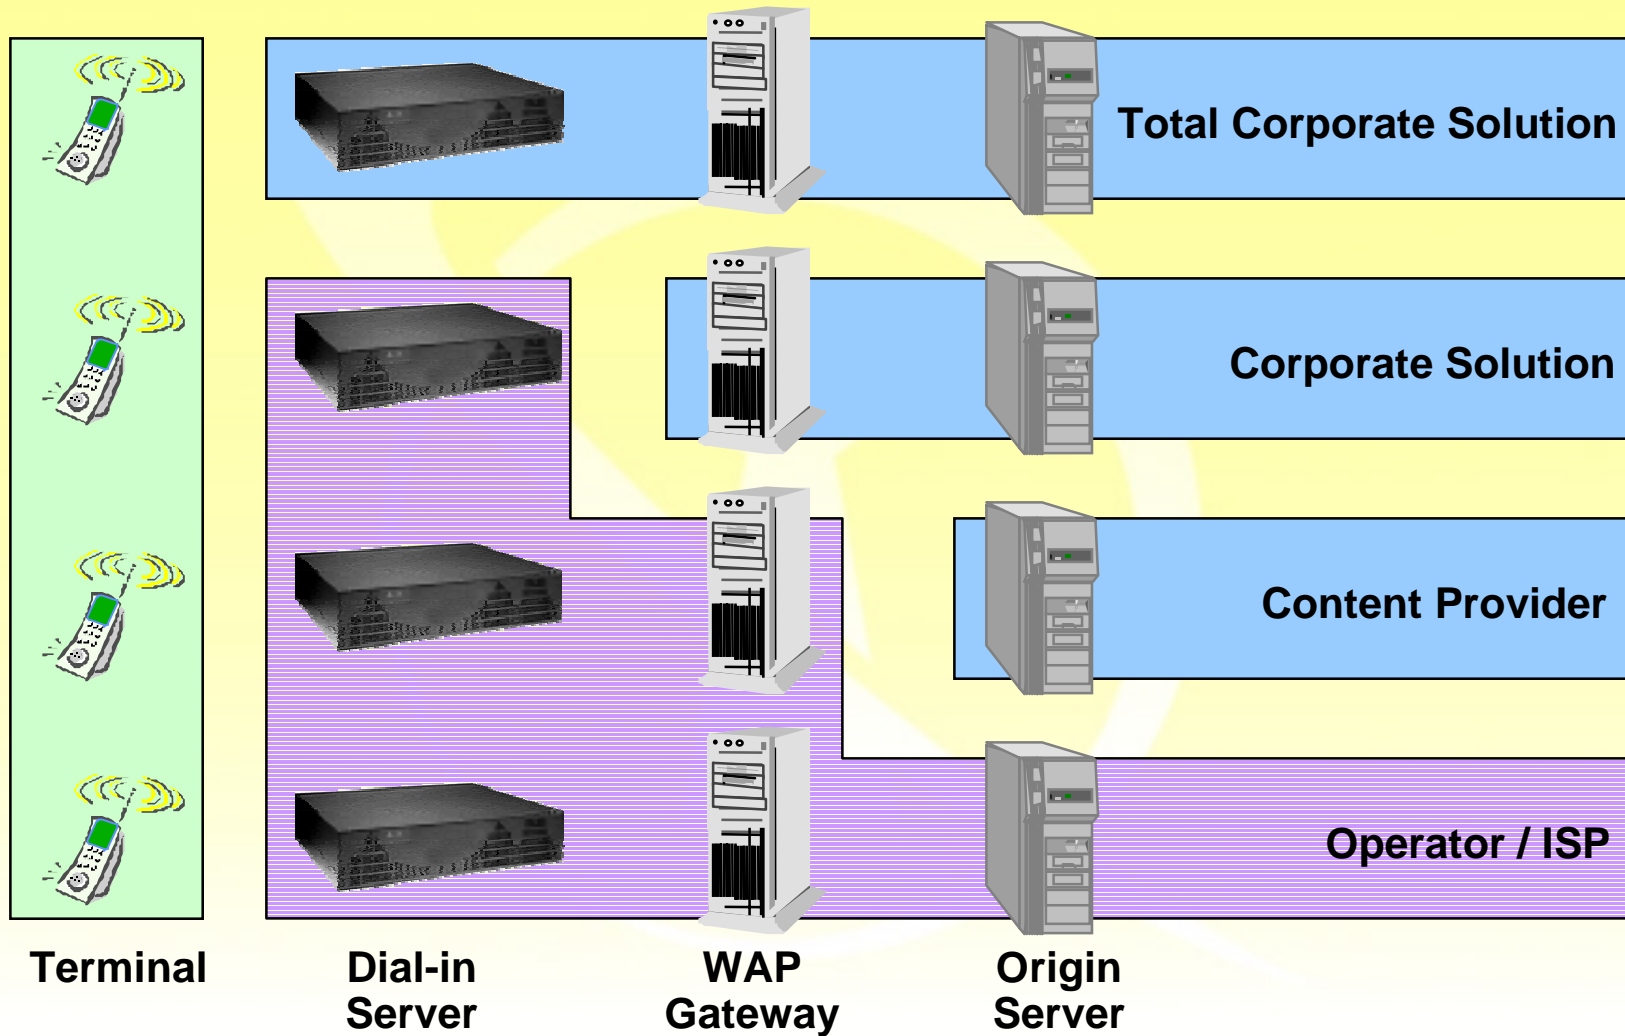 Total Corporate Solution
Corporate Solution
Content Provider
Operator / ISP
Terminal
Dial-in
Server
WAP
Gateway
Origin
Server